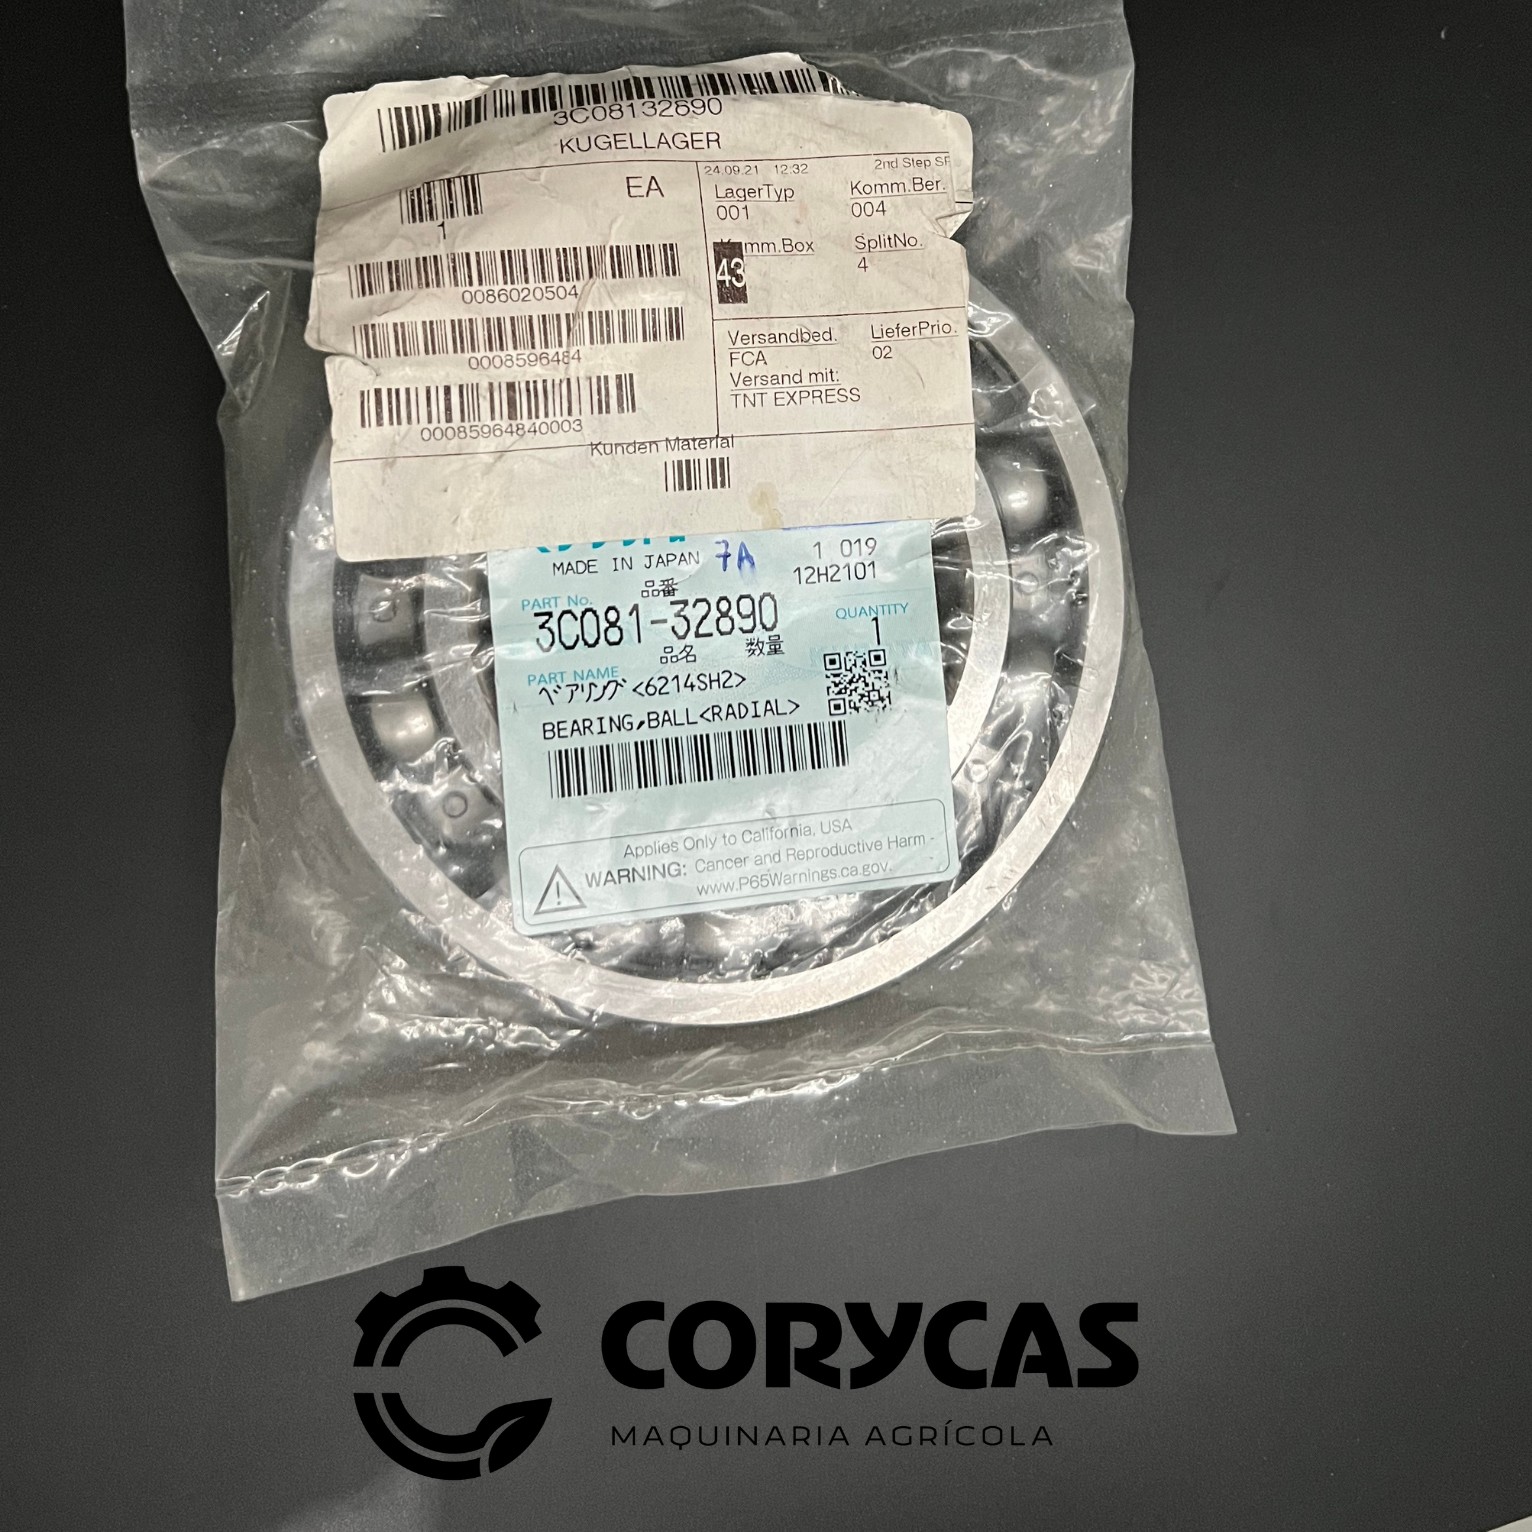 3C08132890
KUGELLAGER
1
EA
24.09.21 12:32
2nd Step
LagerTyp
001
Komm.Ber.
004
mm.Box
43
SplitNo.
4
0086020504
0008596484
00085964840003
Versandbed.
FCA
LieferPrio.
02
Versand mit:
TNT EXPRESS
Kunden Material
MADE IN JAPAN 7A
1 019
12H2101
品番
PART No.
3C081-32890
QUANTITY
1
品名 数量
PART NAME
ベアリング<6214SH2>
BEARING,BALL<RADIAL>
Applies Only to California, USA
WARNING: Cancer and Reproductive Harm -
www.P65Warnings.ca.gov.
CORYCAS
MAQUINARIA AGRÍCOLA